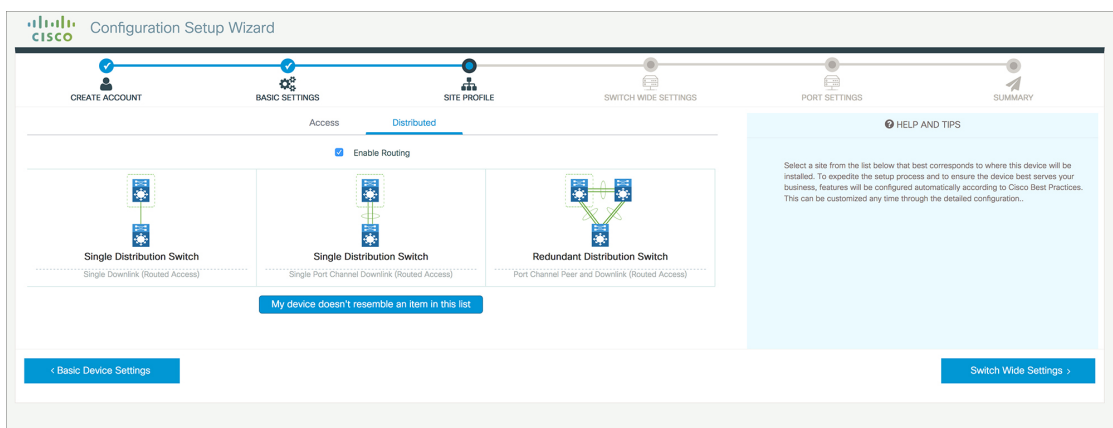 CISCO
Configuration Setup Wizard
CREATE ACCOUNT
BASIC SETTINGS
SITE PROFILE
SWITCH WIDE SETTINGS
PORT SETTINGS
SUMMARY
Access
Distributed
Enable Routing
Single Distribution Switch
Single Downlink (Routed Access)
Single Distribution Switch
Single Port Channel Downlink (Routed Access)
Redundant Distribution Switch
Port Channel Peer and Downlink (Routed Access)
My device doesn't resemble an item in this list
HELP AND TIPS
Select a site from the list below that best corresponds to where this device will be
installed. To expedite the setup process and to ensure the device best serves your
business, features will be configured automatically according to Cisco Best Practices.
This can be customized any time through the detailed configuration..
< Basic Device Settings
Switch Wide Settings >